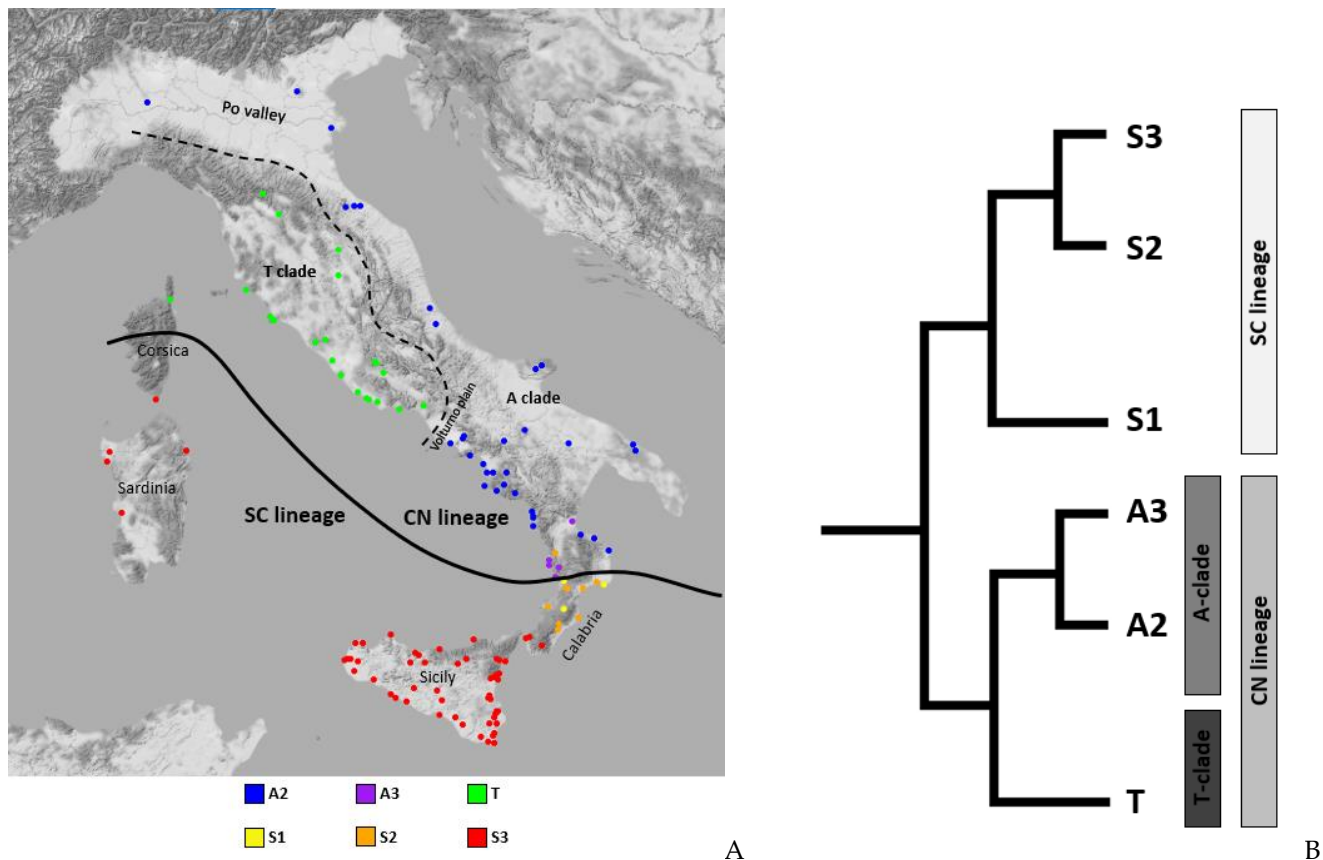 Po valley
T clade
Corsica
Volturno plain
A clade
Sardinia
SC lineage
CN lineage
Calabria
Sicily
A2
A3
T
S1
S2
S3
A
S3
S2
S1
A3
A2
T
SC lineage
A-clade
T-clade
CN lineage
B